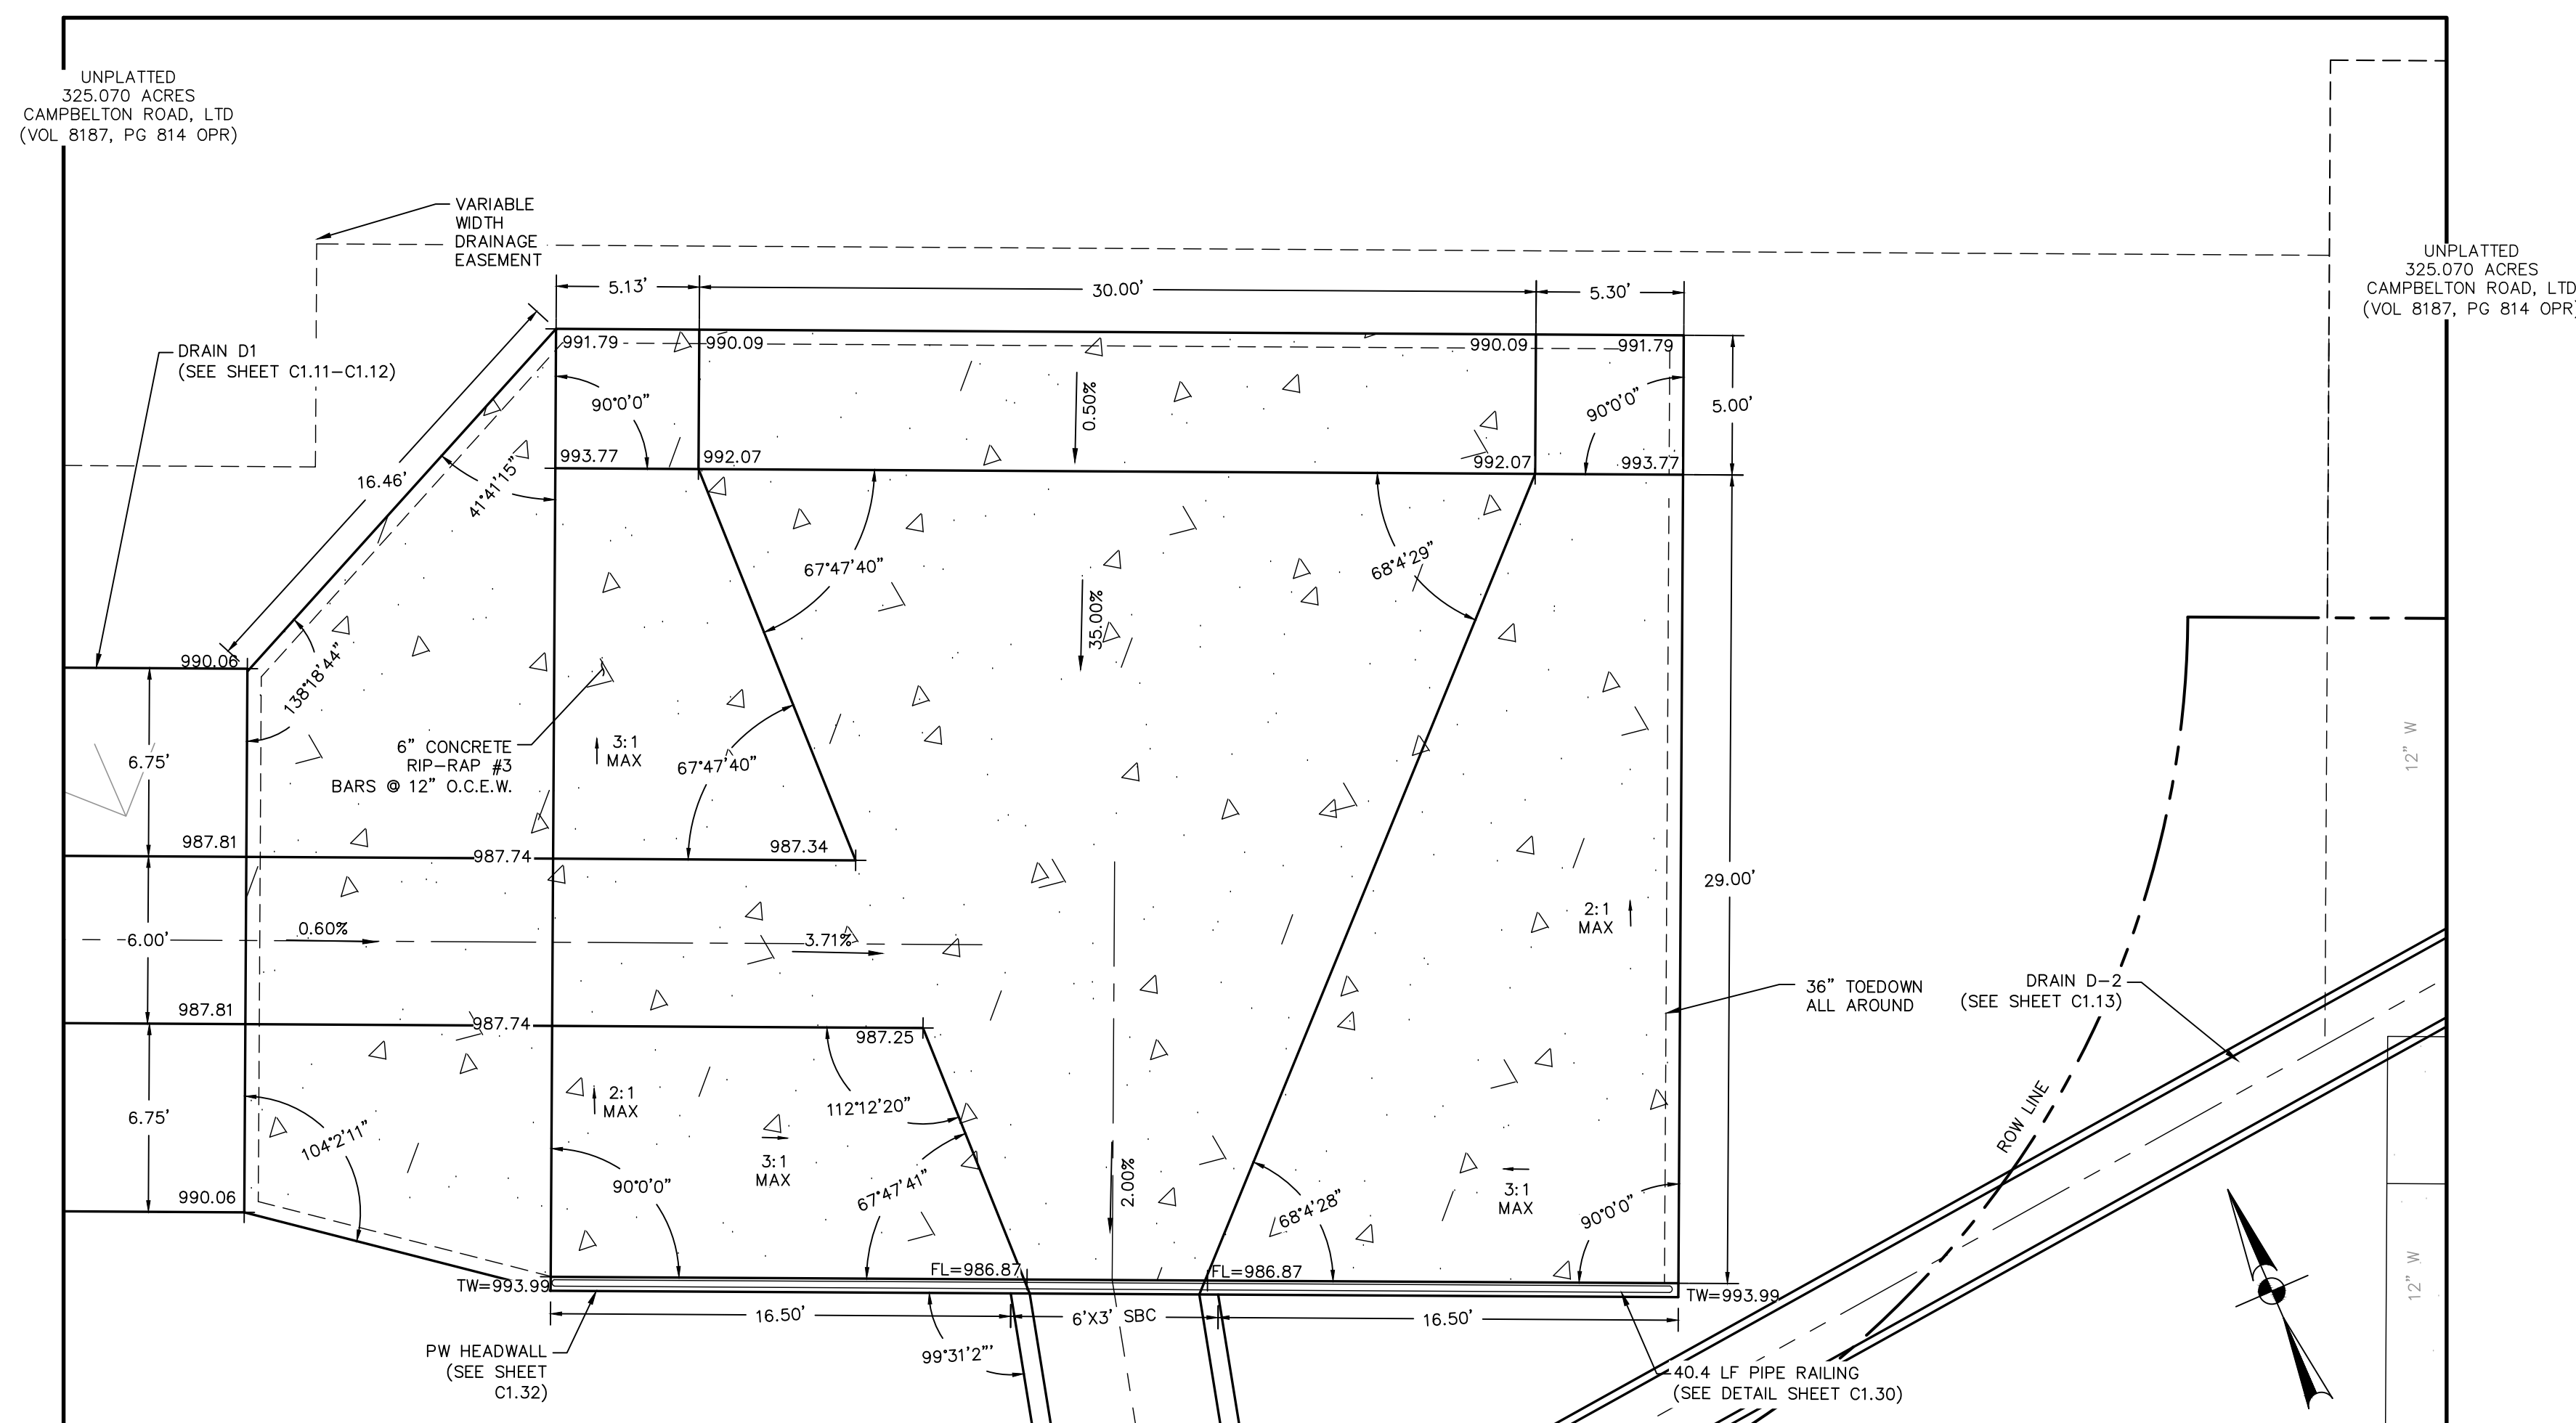 UNPLATTED
325.070 ACRES
CAMPBELTON ROAD, LTD
(VOL 8187, PG 814 OPR)
VARIABLE
WIDTH
DRAINAGE
EASEMENT
UNPLATTED
325.070 ACRES
CAMPBELTON ROAD, LTD
(VOL 8187, PG 814 OPR)
5.13'
30.00'
5.30'
DRAIN D1
(SEE SHEET C1.11-C1.12)
991.79
990.09
990.09
991.79
90°0'0"
0.50%
90°0'0"
5.00'
993.77
992.07
992.07
993.77
16.46'
41°41'15"
67°47'40"
68°4'29"
35.00%
990.06
138°18'44"
6" CONCRETE
RIP-RAP #3
BARS @ 12" O.C.E.W.
3:1
MAX
67°47'40"
6.75'
12" W
987.81
987.74
987.34
29.00'
2:1
MAX
6.00'
0.60%
3.71%
36" TOEDOWN
ALL AROUND
DRAIN D-2
(SEE SHEET C1.13)
987.81
987.74
987.25
6.75'
104°2'11"
2:1
MAX
112°12'20"
ROW LINE
3:1
MAX
90°0'0"
67°47'41"
2.00%
68°4'28"
3:1
MAX
90°0'0"
990.06
FL=986.87
FL=986.87
TW=993.99
TW=993.99
12" W
16.50'
6'X3' SBC
16.50'
PW HEADWALL
(SEE SHEET
C1.32)
99°31'2"'
40.4 LF PIPE RAILING
(SEE DETAIL SHEET C1.30)